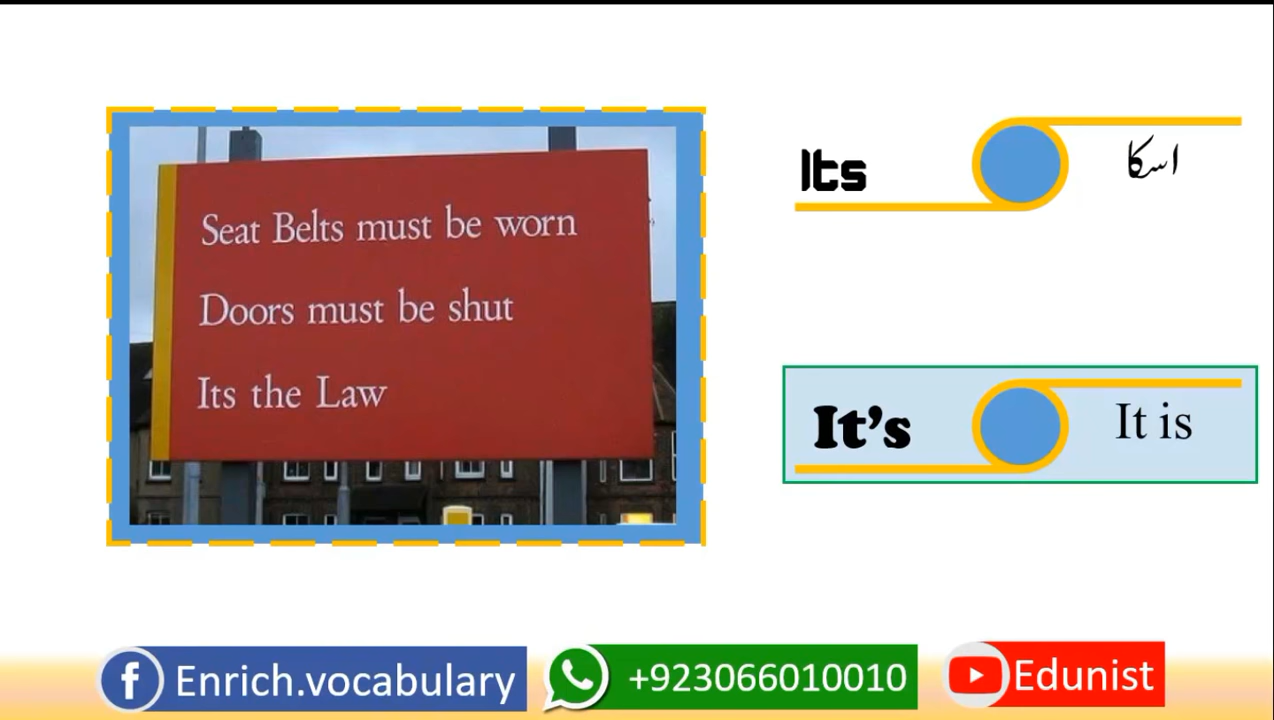 Seat Belts must be worn
Doors must be shut
Its the Law
Its
اسکا
It's
It is
Enrich.vocabulary
+923066010010
Edunist